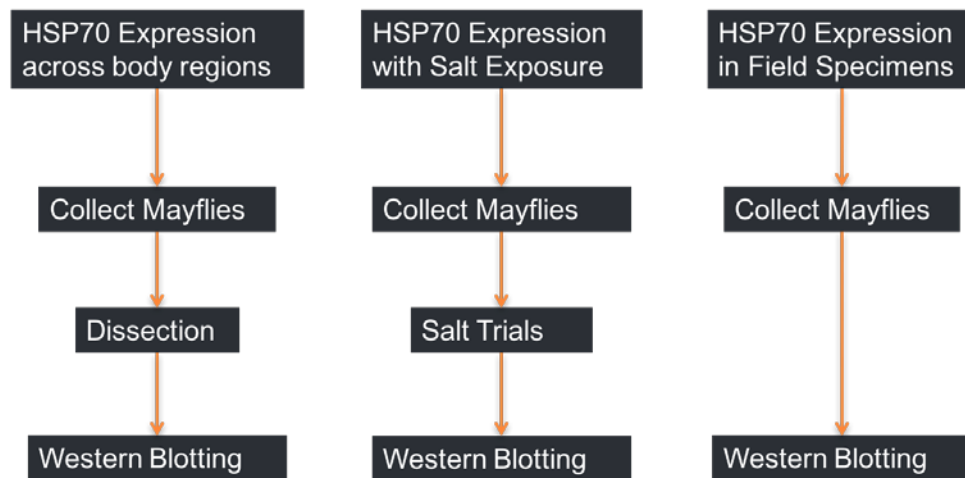 HSP70 Expression
across body regions
Collect Mayflies
Dissection
Western Blotting
HSP70 Expression
with Salt Exposure
Collect Mayflies
Salt Trials
Western Blotting
HSP70 Expression
in Field Specimens
Collect Mayflies
Western Blotting